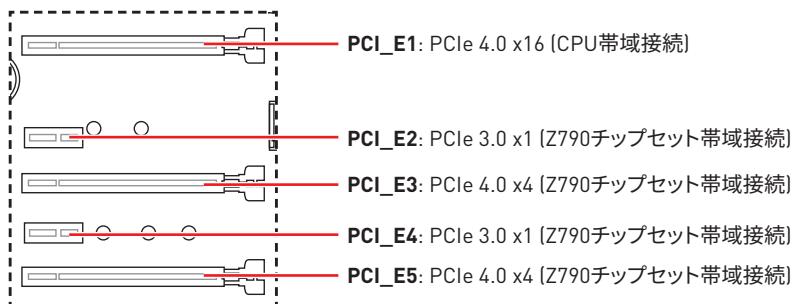 PCI_E1: PCIe 4.0 x16 (CPU帯域接続)
PCI_E2: PCIe 3.0 x1 (Z790チップセット帯域接続)
PCI_E3: PCIe 4.0 x4 (Z790チップセット帯域接続)
PCI_E4: PCIe 3.0 x1 (Z790チップセット帯域接続)
PCI_E5: PCIe 4.0 x4 (Z790チップセット帯域接続)